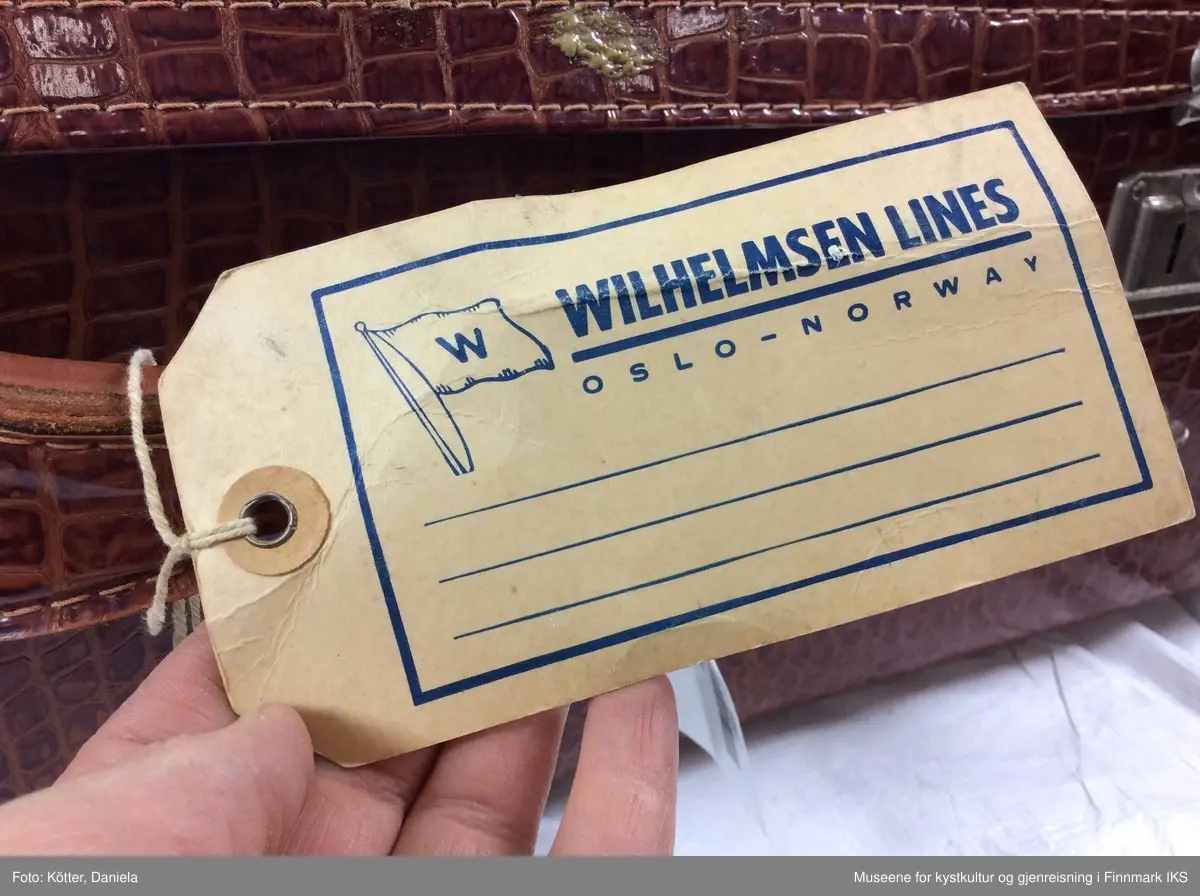 WILHELMSEN LINES
W
OSLO-NORWAY
Foto: Kötter, Daniela
Museene for kystkultur og gjenreisning i Finnmark IKS